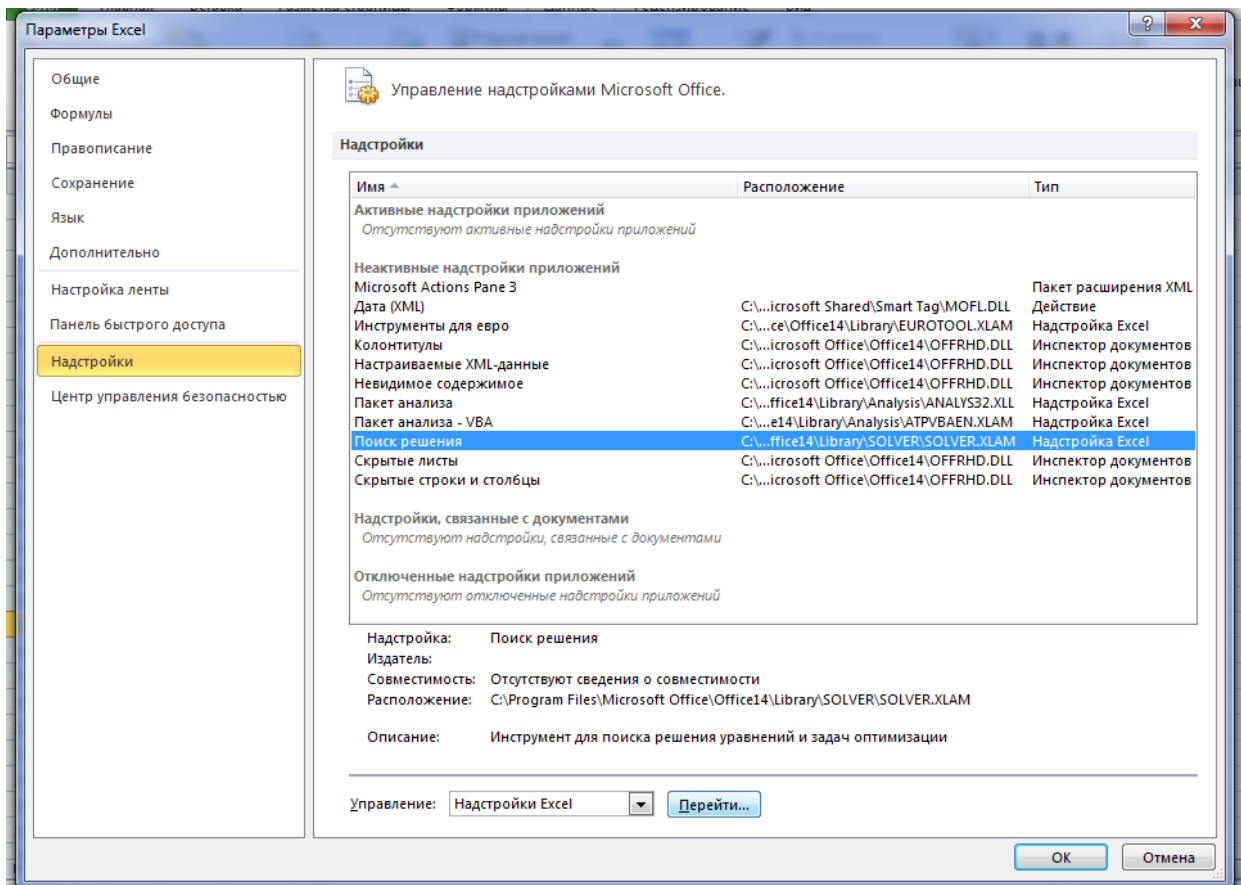 Главная Вставка Разметка страницы Формулы Данные Рецензирование Вид
Параметры Excel
Общие
Формулы
Правописание
Сохранение
Язык
Дополнительно
Настройка ленты
Панель быстрого доступа
Надстройки
Центр управления безопасностью
Управление надстройками Microsoft Office.
Надстройки
Имя Расположение Тип
Активные надстройки приложений
Отсутствуют активные надстройки приложений
Неактивные надстройки приложений
Microsoft Actions Pane 3 Пакет расширения XML
Дата (XML) C:\...icrosoft Shared\Smart Tag\MOFL.DLL Действие
Инструменты для евро C:\...ce\Office14\Library\EUROTOOL.XLAM Надстройка Excel
Колонтитулы C:\...icrosoft Office\Office14\OFFRHD.DLL Инспектор документов
Настраиваемые XML-данные C:\...icrosoft Office\Office14\OFFRHD.DLL Инспектор документов
Невидимое содержимое C:\...icrosoft Office\Office14\OFFRHD.DLL Инспектор документов
Пакет анализа C:\...ffice14\Library\Analysis\ANALYS32.XLL Надстройка Excel
Пакет анализа - VBA C:\...e14\Library\Analysis\ATPVBAEN.XLAM Надстройка Excel
Поиск решения C:\...ffice14\Library\SOLVER\SOLVER.XLAM Надстройка Excel
Скрытые листы C:\...icrosoft Office\Office14\OFFRHD.DLL Инспектор документов
Скрытые строки и столбцы C:\...icrosoft Office\Office14\OFFRHD.DLL Инспектор документов
Надстройки, связанные с документами
Отсутствуют надстройки, связанные с документами
Отключенные надстройки приложений
Отсутствуют отключенные надстройки приложений
Надстройка: Поиск решения
Издатель:
Совместимость: Отсутствуют сведения о совместимости
Расположение: C:\Program Files\Microsoft Office\Office14\Library\SOLVER\SOLVER.XLAM
Описание: Инструмент для поиска решения уравнений и задач оптимизации
Управление: Надстройки Excel Перейти...
ОК Отмена